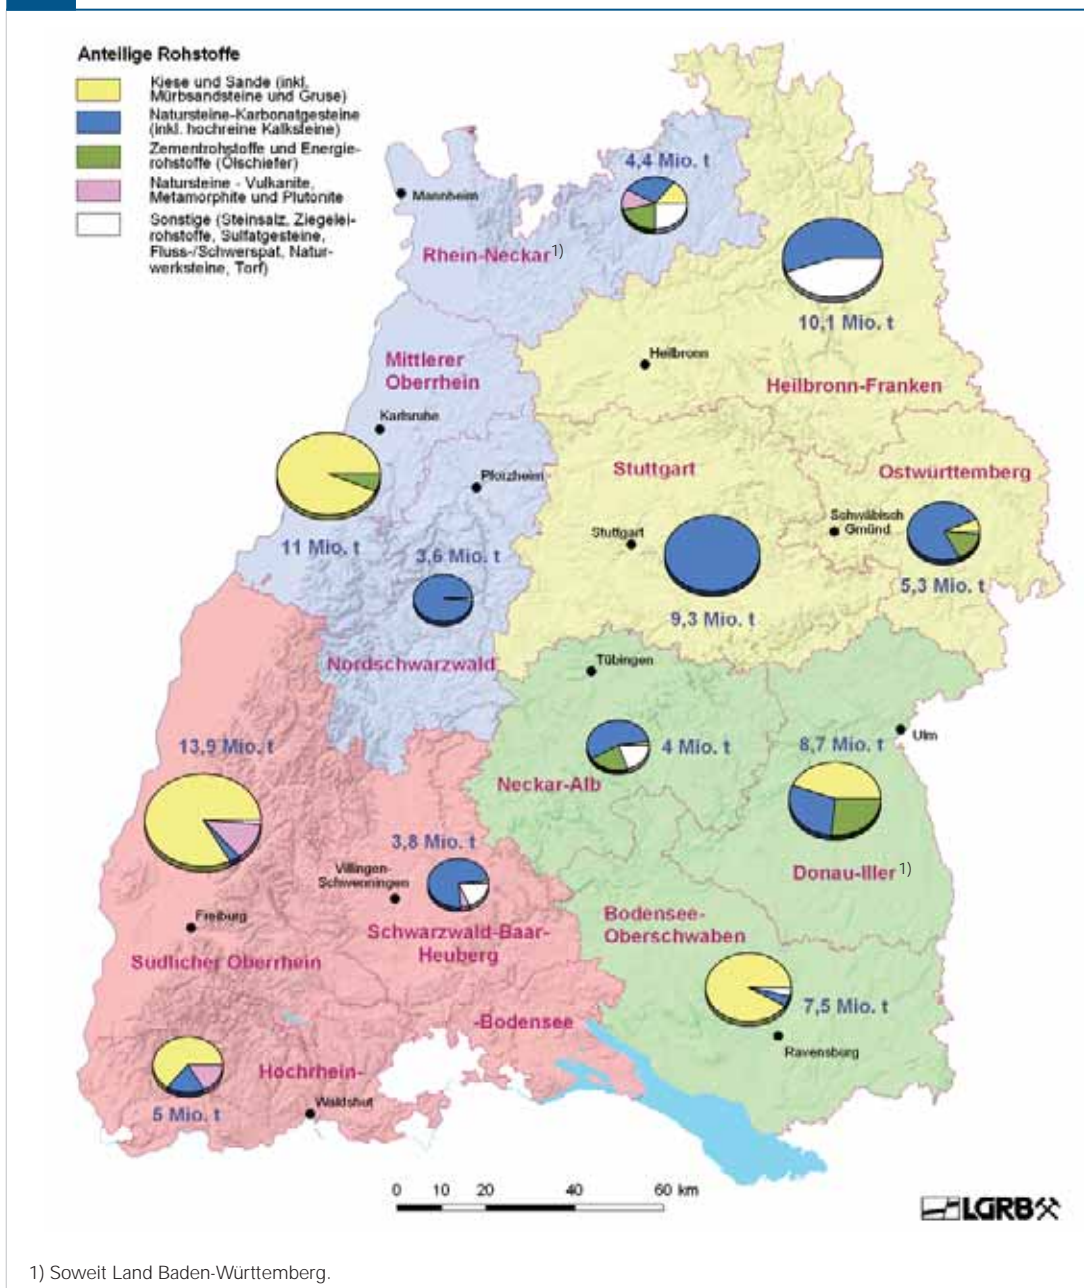 Anteilige Rohstoffe
Kiese und Sande (inkl.
Mürbsandsteine und Gruse)
Natursteine-Karbonatgesteine
(inkl. hochreine Kalksteine)
Zementrohstoffe und Energie-
rohstoffe (Ölschiefer)
Natursteine - Vulkanite,
Metamorphite und Plutonite
Sonstige (Steinsalz, Ziegelei-
rohstoffe, Sulfatgesteine,
Fluss-/Schwerspat, Natur-
werksteine, Torf)
4,4 Mio. t
Mannheim
Rhein-Neckar 1)
10,1 Mio. t
Heilbronn
Heilbronn-Franken
Mittlerer
Oberrhein
Karlsruhe
Pforzheim
11 Mio. t
3,6 Mio. t
Nordschwarzwald
Stuttgart
Stuttgart
9,3 Mio. t
Ostwürttemberg
Schwäbisch
Gmünd
5,3 Mio. t
Tübingen
4 Mio. t
Neckar-Alb
Ulm
8,7 Mio. t
Donau-Iller 1)
13,9 Mio. t
Freiburg
Südlicher Oberrhein
3,8 Mio. t
Villingen-
Schwenningen
Schwarzwald-Baar-
Heuberg
Bodensee-
Oberschwaben
7,5 Mio. t
Ravensburg
-Bodensee
Hochrhein-
5 Mio. t
Waldshut
0 10 20 40 60 km
LGRB
1) Soweit Land Baden-Württemberg.